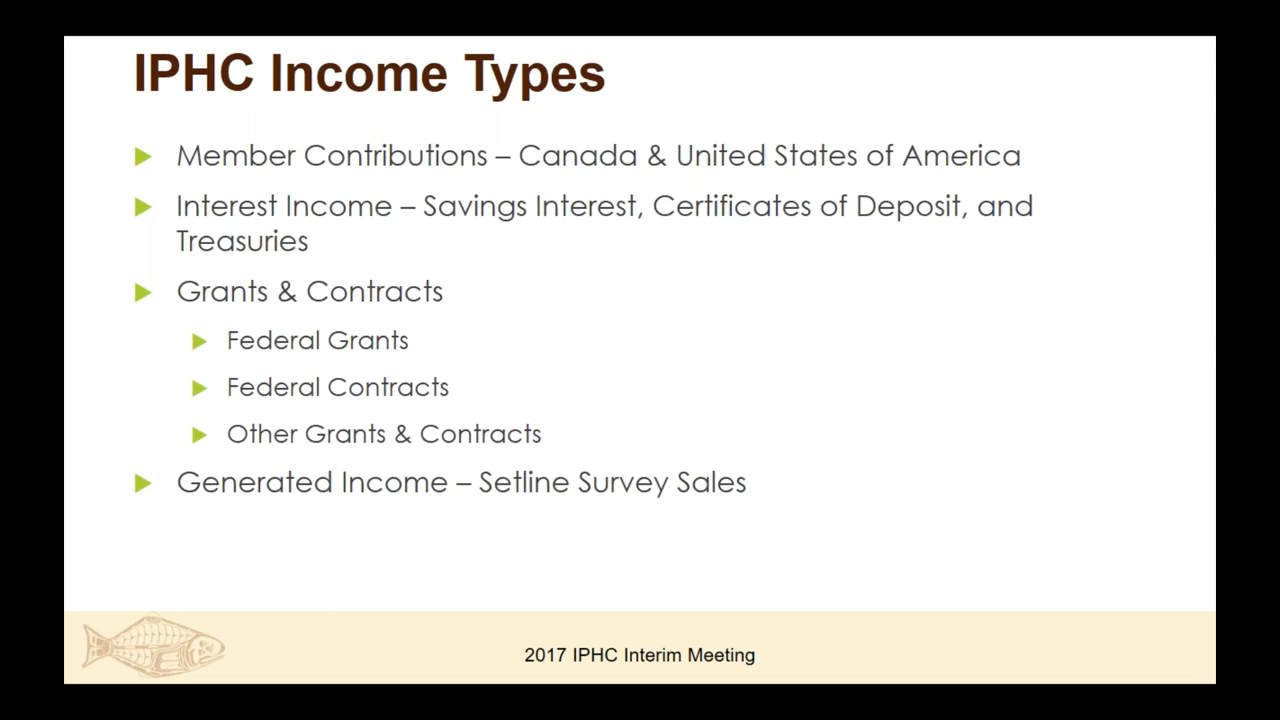 IPHC Income Types
Member Contributions – Canada & United States of America
Interest Income – Savings Interest, Certificates of Deposit, and
Treasuries
Grants & Contracts
Federal Grants
Federal Contracts
Other Grants & Contracts
Generated Income – Setline Survey Sales
2017 IPHC Interim Meeting